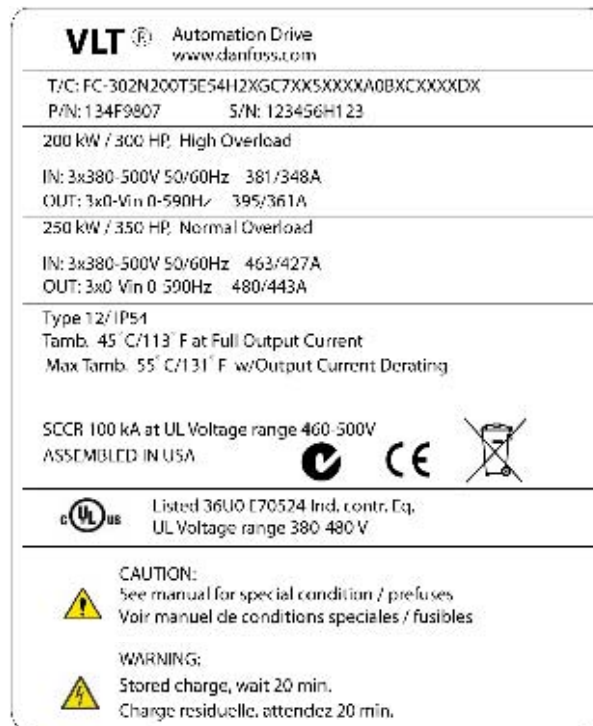 VLT ® Automation Drive
www.danfoss.com
T/C: FC-302N200T5E54H2XGC7XXSXXXXA0BXCXXXXDX
P/N: 134F9807 S/N: 123456H123
200 kW / 300 HP, High Overload
IN: 3x380-500V 50/60Hz 381/348A
OUT: 3x0-Vin 0-590Hz 395/361A
250 kW / 350 HP, Normal Overload
IN: 3x380-500V 50/60Hz 463/427A
OUT: 3x0-Vin 0-590Hz 480/443A
Type 12/IP54
Tamb. 45˚C/113˚F at Full Output Current
Max Tamb. 55˚C/131˚F w/Output Current Derating
SCCR 100 kA at UL Voltage range 460-500V
ASSEMBLED IN USA
CE
c UL us Listed 36U0 E70524 Ind. contr. Eq.
UL Voltage range 380-480 V
CAUTION:
See manual for special condition / prefuses
Voir manuel de conditions speciales / fusibles
WARNING:
Stored charge, wait 20 min.
Charge residuelle, attendez 20 min.